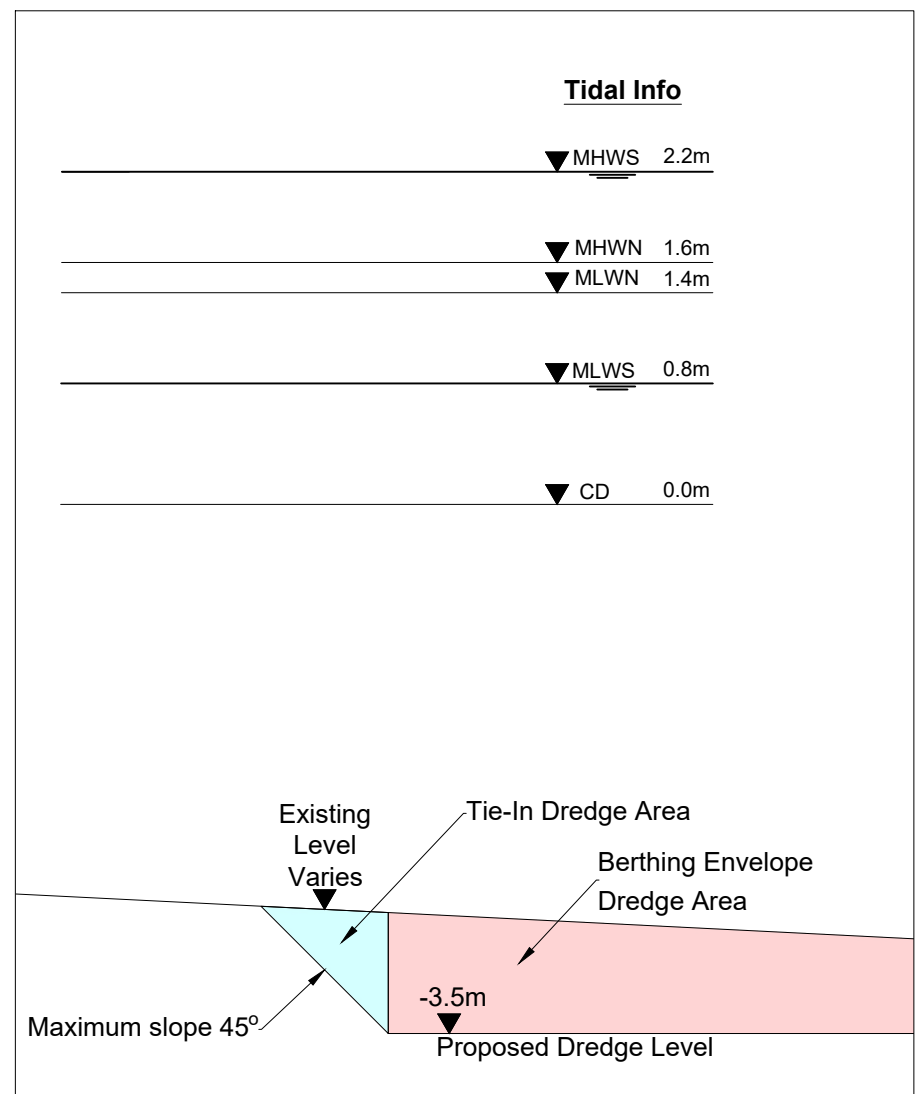 Tidal Info
MHWS 2.2m
MHWN 1.6m
MLWN 1.4m
MLWS 0.8m
CD 0.0m
Existing
Level
Varies
Tie-In Dredge Area
Berthing Envelope
Dredge Area
-3.5m
Maximum slope 45°
Proposed Dredge Level